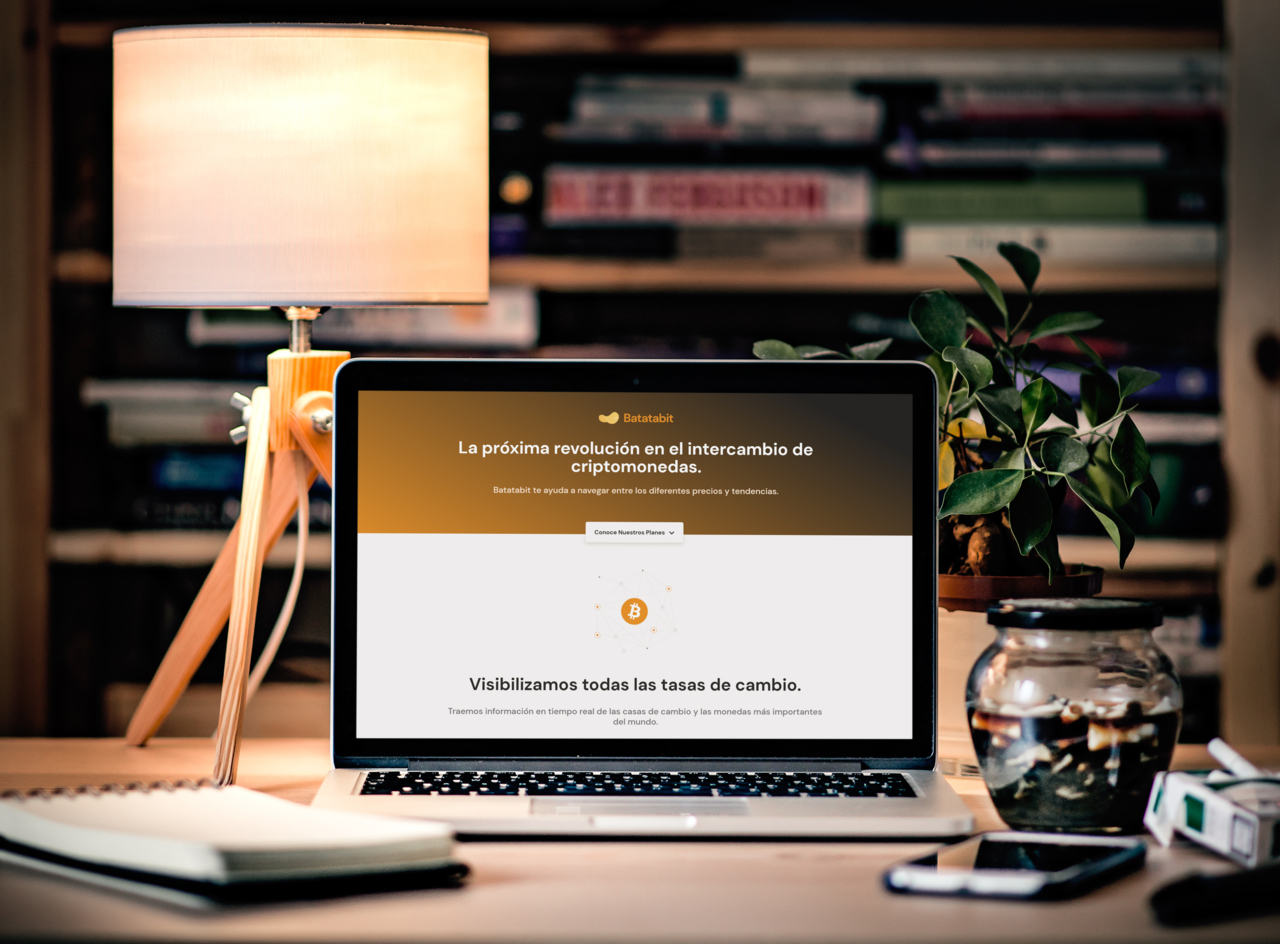 ALEX FERGUSON
Batatabit
La próxima revolución en el intercambio de
criptomonedas.
Batatabit te ayuda a navegar entre los diferentes precios y tendencias.
Conoce Nuestros Planes
Visibilizamos todas las tasas de cambio.
Traemos información en tiempo real de las casas de cambio y las monedas más importantes
del mundo.